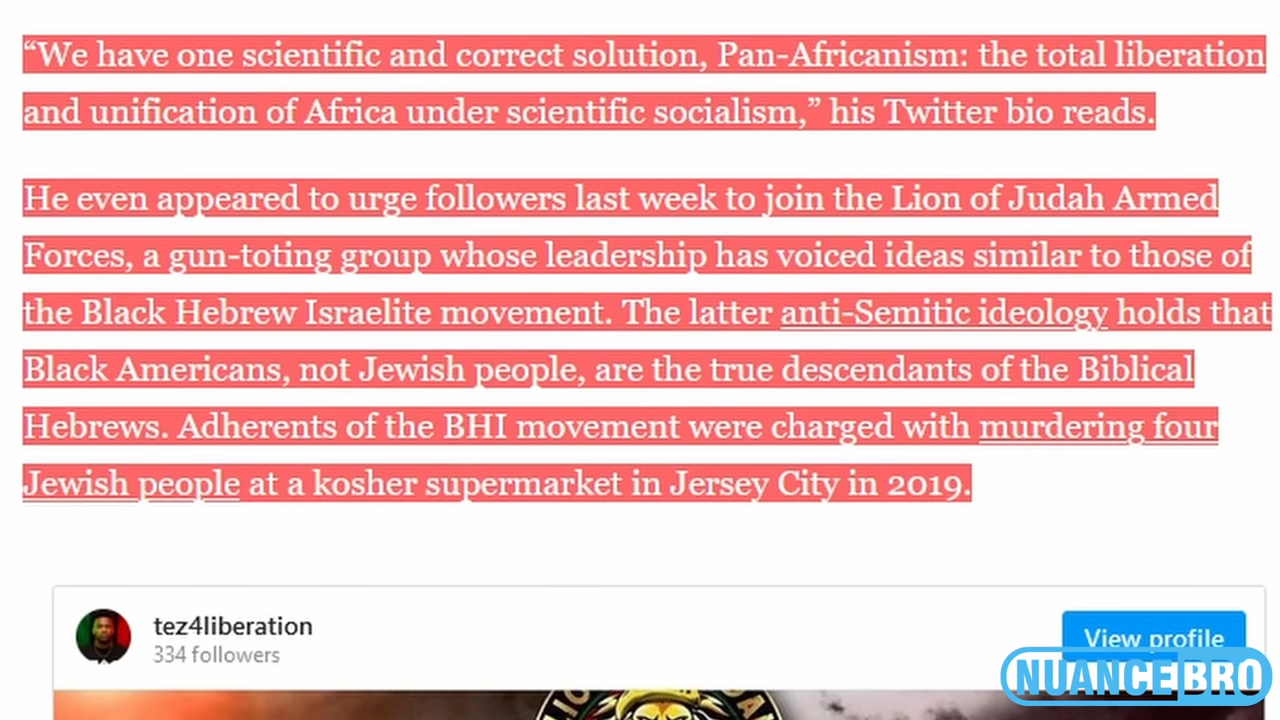 “We have one scientific and correct solution, Pan-Africanism: the total liberation
and unification of Africa under scientific socialism,” his Twitter bio reads.
He even appeared to urge followers last week to join the Lion of Judah Armed
Forces, a gun-toting group whose leadership has voiced ideas similar to those of
the Black Hebrew Israelite movement. The latter anti-Semitic ideology holds that
Black Americans, not Jewish people, are the true descendants of the Biblical
Hebrews. Adherents of the BHI movement were charged with murdering four
Jewish people at a kosher supermarket in Jersey City in 2019.
tez4liberation
334 followers
View profile
NUANCE BRO